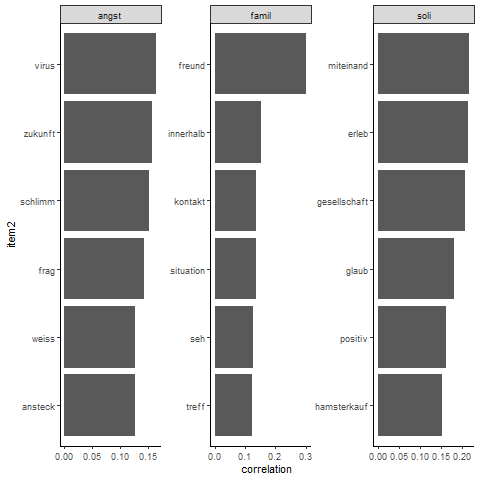 angst
famil
soli
item2
virus
zukunft
schlimm
frag
weiss
ansteck
0.00 0.05 0.10 0.15
freund
innerhalb
kontakt
situation
seh
treff
0.0 0.1 0.2 0.3
miteinand
erleb
gesellschaft
glaub
positiv
hamsterkauf
0.00 0.05 0.10 0.15 0.20
correlation